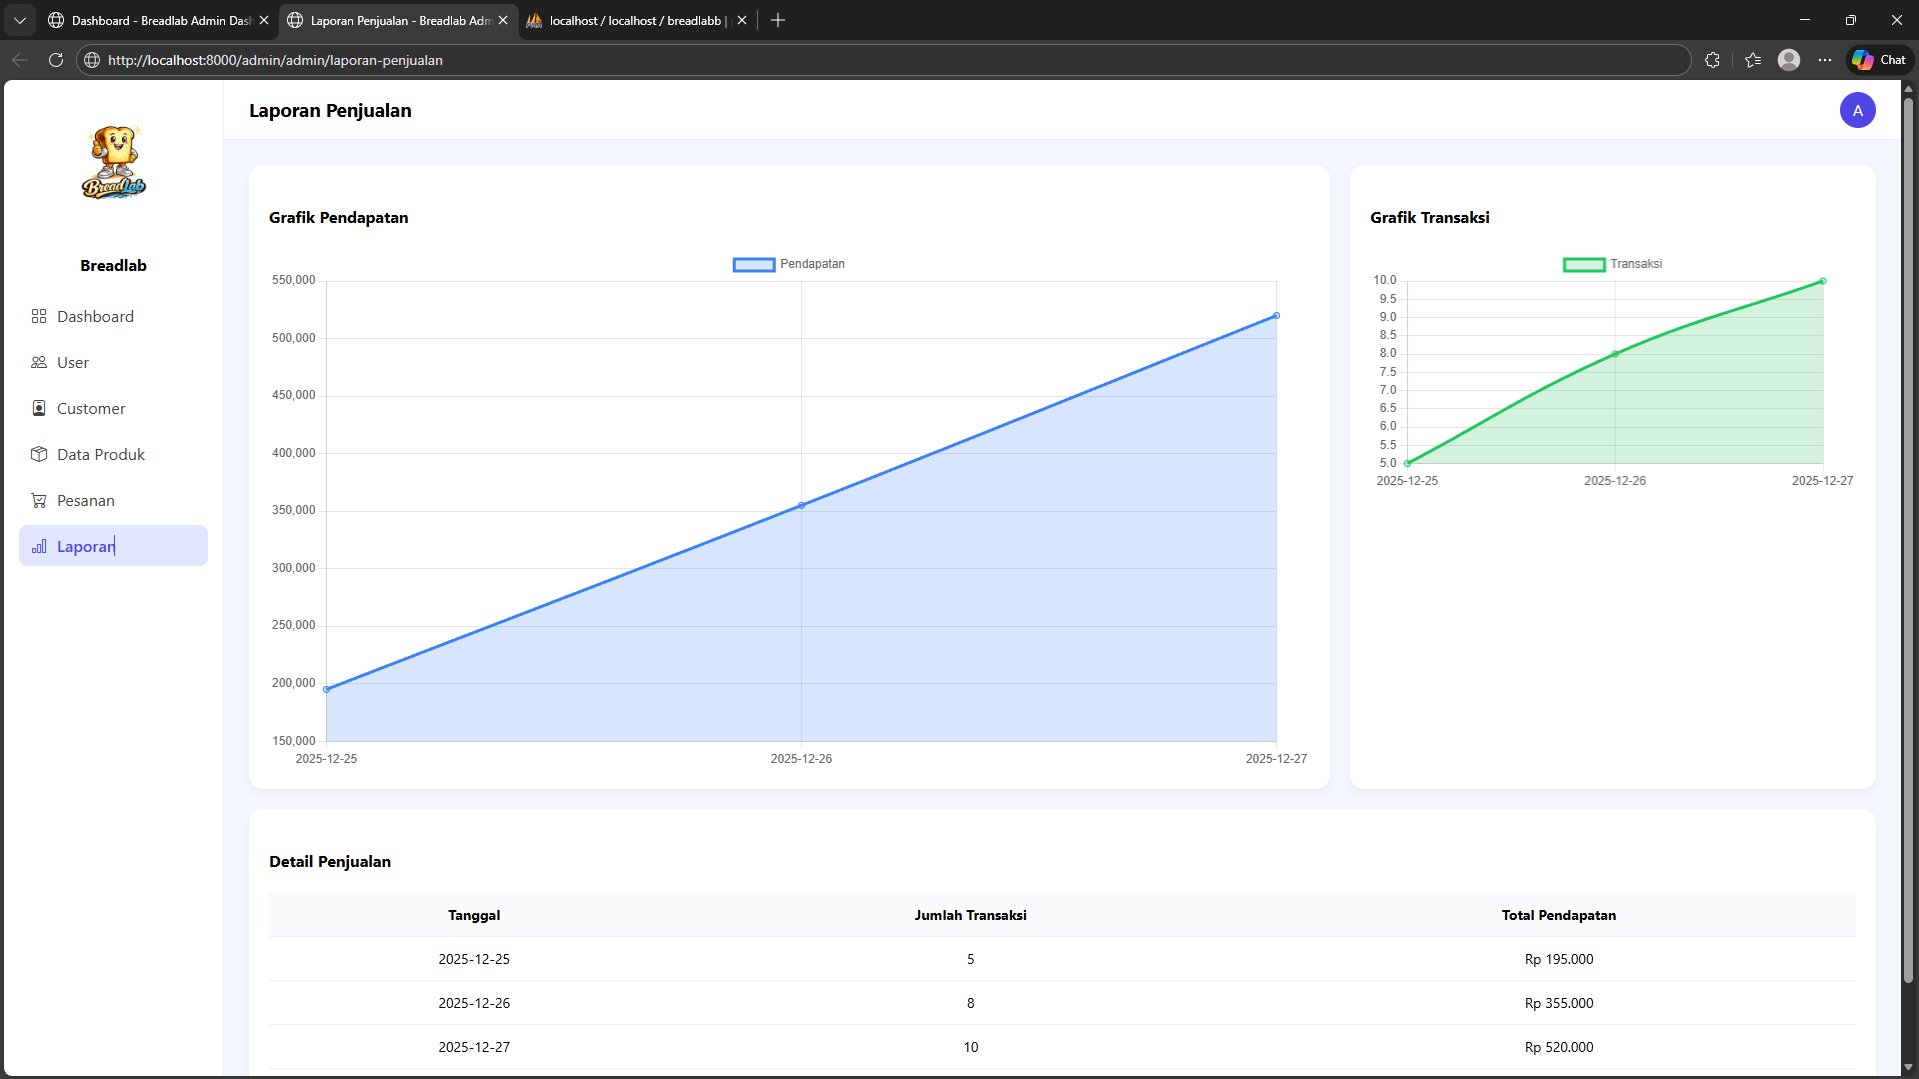 Dashboard - Breadlab Admin Dash
Laporan Penjualan - Breadlab Adm
localhost / localhost / breadlabb |
http://localhost:8000/admin/admin/laporan-penjualan
Chat
BreadLab
Breadlab
Dashboard
User
Customer
Data Produk
Pesanan
Laporan
Laporan Penjualan
A
Grafik Pendapatan
Pendapatan
550,000
500,000
450,000
400,000
350,000
300,000
250,000
200,000
150,000
2025-12-25 2025-12-26 2025-12-27
Grafik Transaksi
Transaksi
10.0
9.5
9.0
8.5
8.0
7.5
7.0
6.5
6.0
5.5
5.0
2025-12-25 2025-12-26 2025-12-27
Detail Penjualan
Tanggal Jumlah Transaksi Total Pendapatan
2025-12-25 5 Rp 195.000
2025-12-26 8 Rp 355.000
2025-12-27 10 Rp 520.000